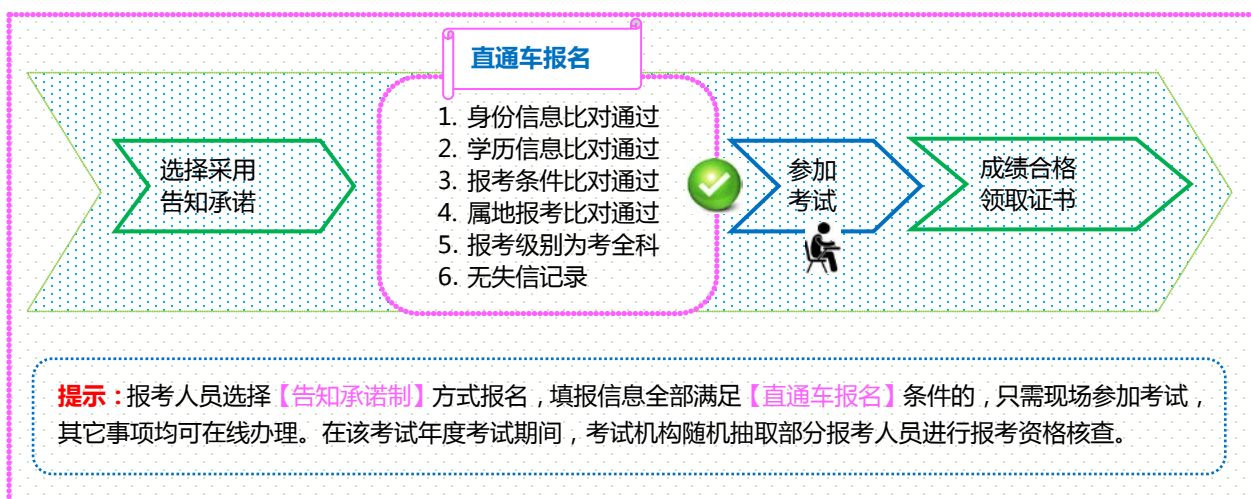 直通车报名
1. 身份信息比对通过
2. 学历信息比对通过
3. 报考条件比对通过
4. 属地报考比对通过
5. 报考级别为考全科
6. 无失信记录
选择采用
告知承诺
参加
考试
成绩合格
领取证书
提示：报考人员选择【告知承诺制】方式报名，填报信息全部满足【直通车报名】条件的，只需现场参加考试，
其它事项均可在线办理。在该考试年度考试期间，考试机构随机抽取部分报考人员进行报考资格核查。